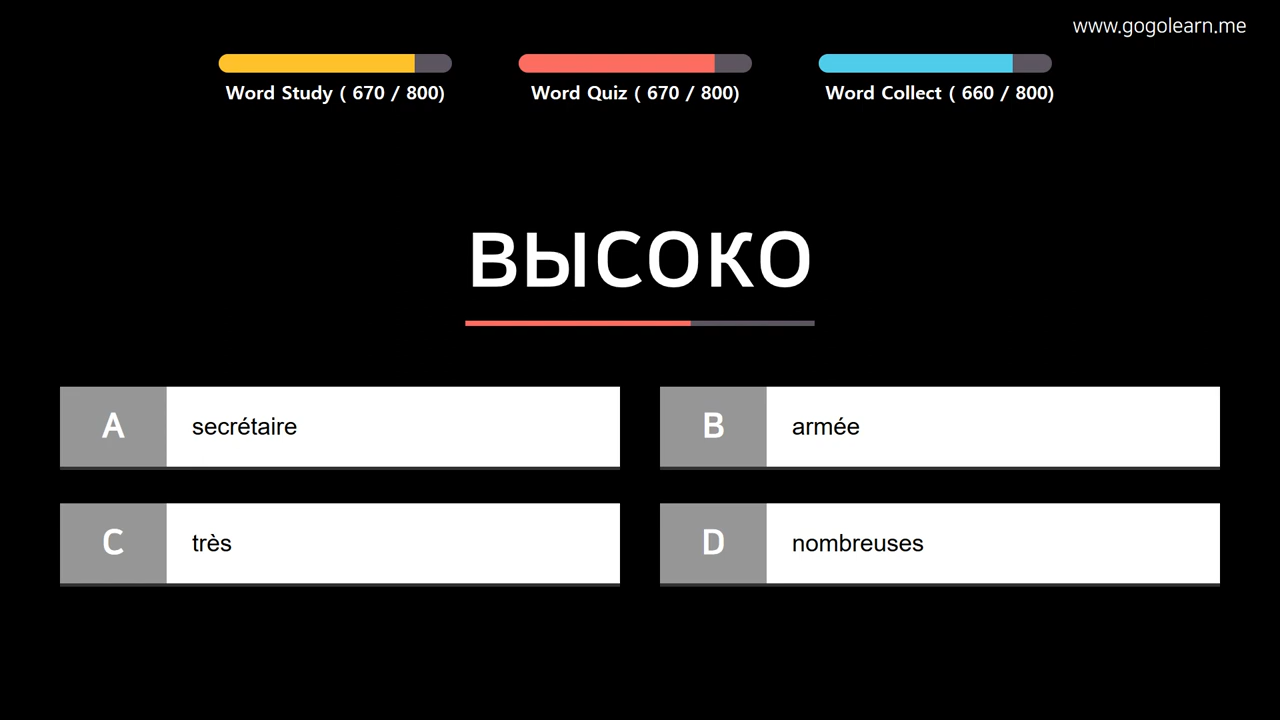 www.gogolearn.me
Word Study ( 670 / 800)
Word Quiz ( 670 / 800)
Word Collect ( 660 / 800)
ВЫСОКО
A secrétaire
B armée
C très
D nombreuses